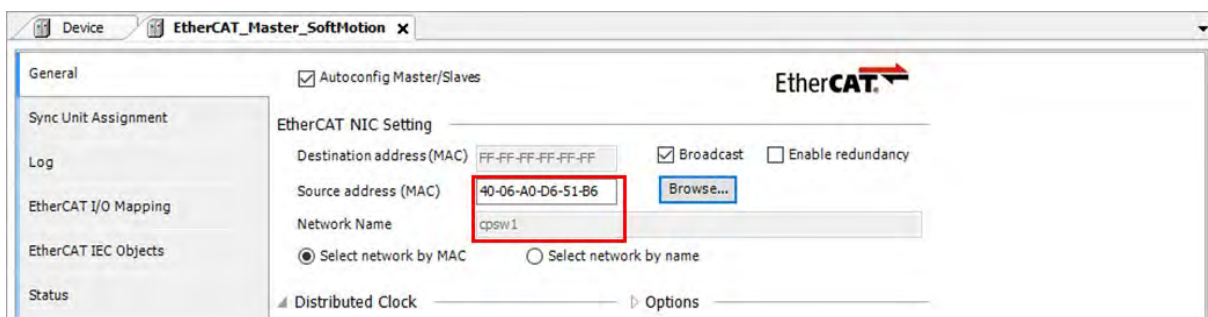 Device EtherCAT_Master_SoftMotion
General
Autoconfig Master/Slaves
EtherCAT.
Sync Unit Assignment
EtherCAT NIC Setting
Log
Destination address (MAC) FF-FF-FF-FF-FF-FF Broadcast Enable redundancy
Source address (MAC) 40-06-A0-D6-51-B6 Browse...
EtherCAT I/O Mapping
Network Name cpsw1
EtherCAT IEC Objects
Select network by MAC Select network by name
Status
Distributed Clock Options